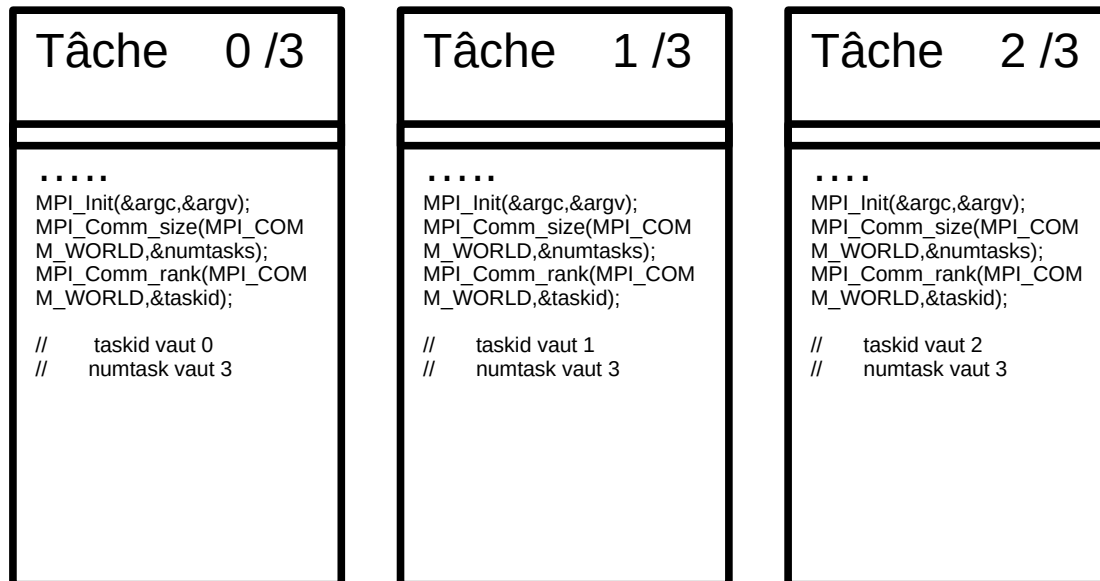 Tâche 0 /3
.....
MPI_Init(&argc,&argv);
MPI_Comm_size(MPI_COM
M_WORLD,&numtasks);
MPI_Comm_rank(MPI_COM
M_WORLD,&taskid);
// taskid vaut 0
// numtask vaut 3
Tâche 1 /3
.....
MPI_Init(&argc,&argv);
MPI_Comm_size(MPI_COM
M_WORLD,&numtasks);
MPI_Comm_rank(MPI_COM
M_WORLD,&taskid);
// taskid vaut 1
// numtask vaut 3
Tâche 2 /3
....
MPI_Init(&argc,&argv);
MPI_Comm_size(MPI_COM
M_WORLD,&numtasks);
MPI_Comm_rank(MPI_COM
M_WORLD,&taskid);
// taskid vaut 2
// numtask vaut 3